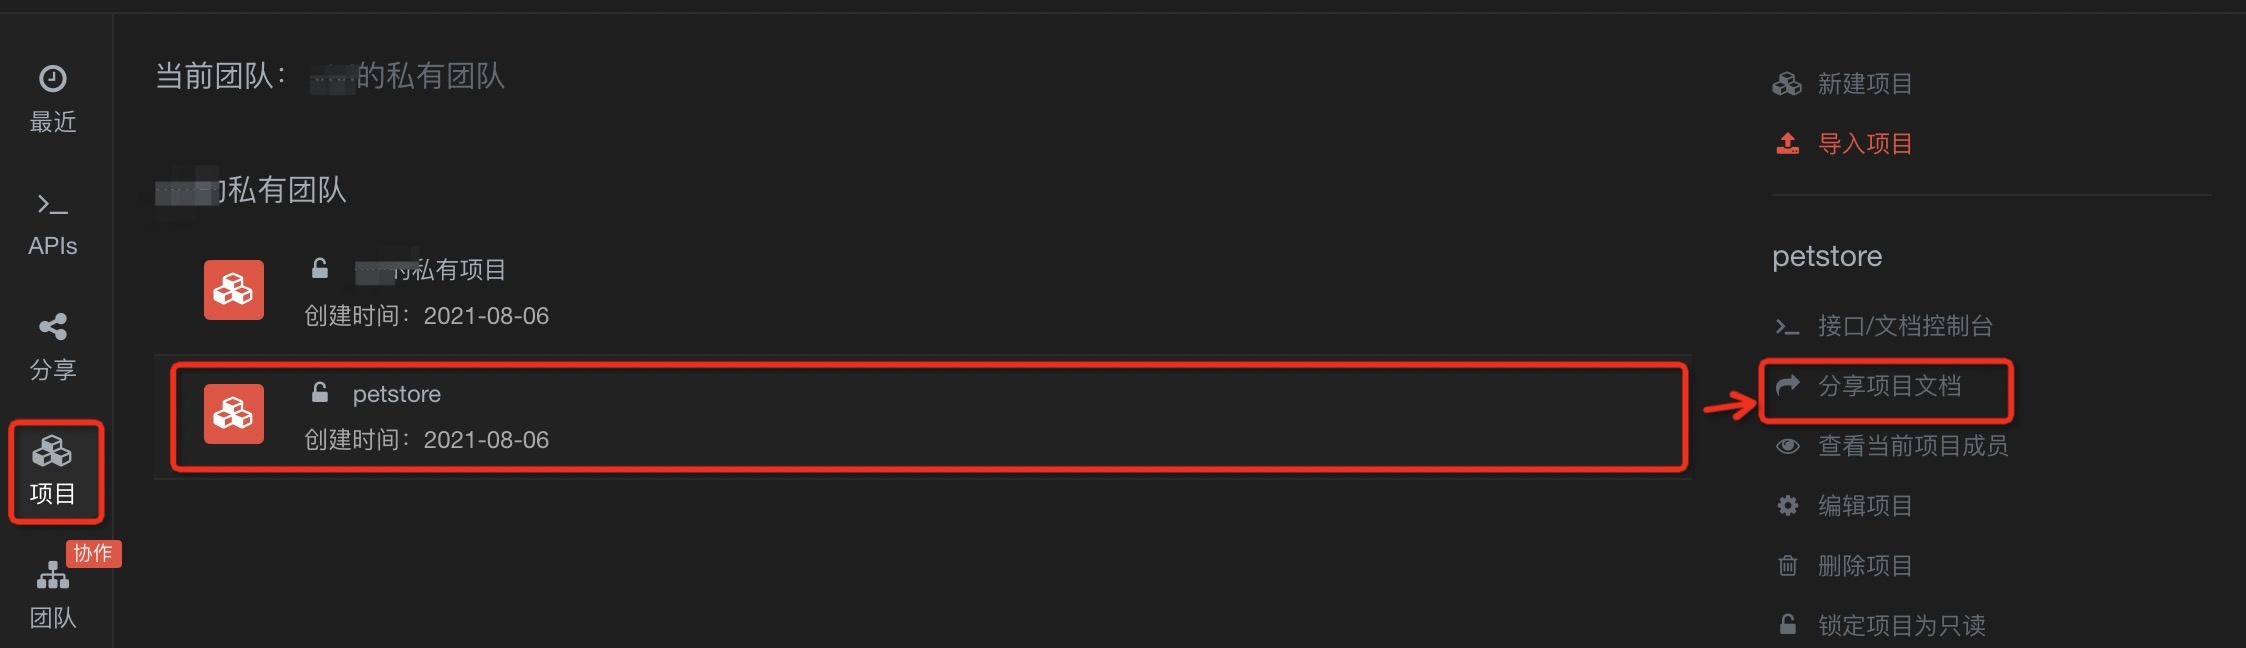 最近
APIs
分享
项目
协作
团队
当前团队： 的私有团队
私有团队
的私有项目
创建时间：2021-08-06
petstore
创建时间：2021-08-06
新建项目
导入项目
petstore
接口/文档控制台
分享项目文档
查看当前项目成员
编辑项目
删除项目
锁定项目为只读